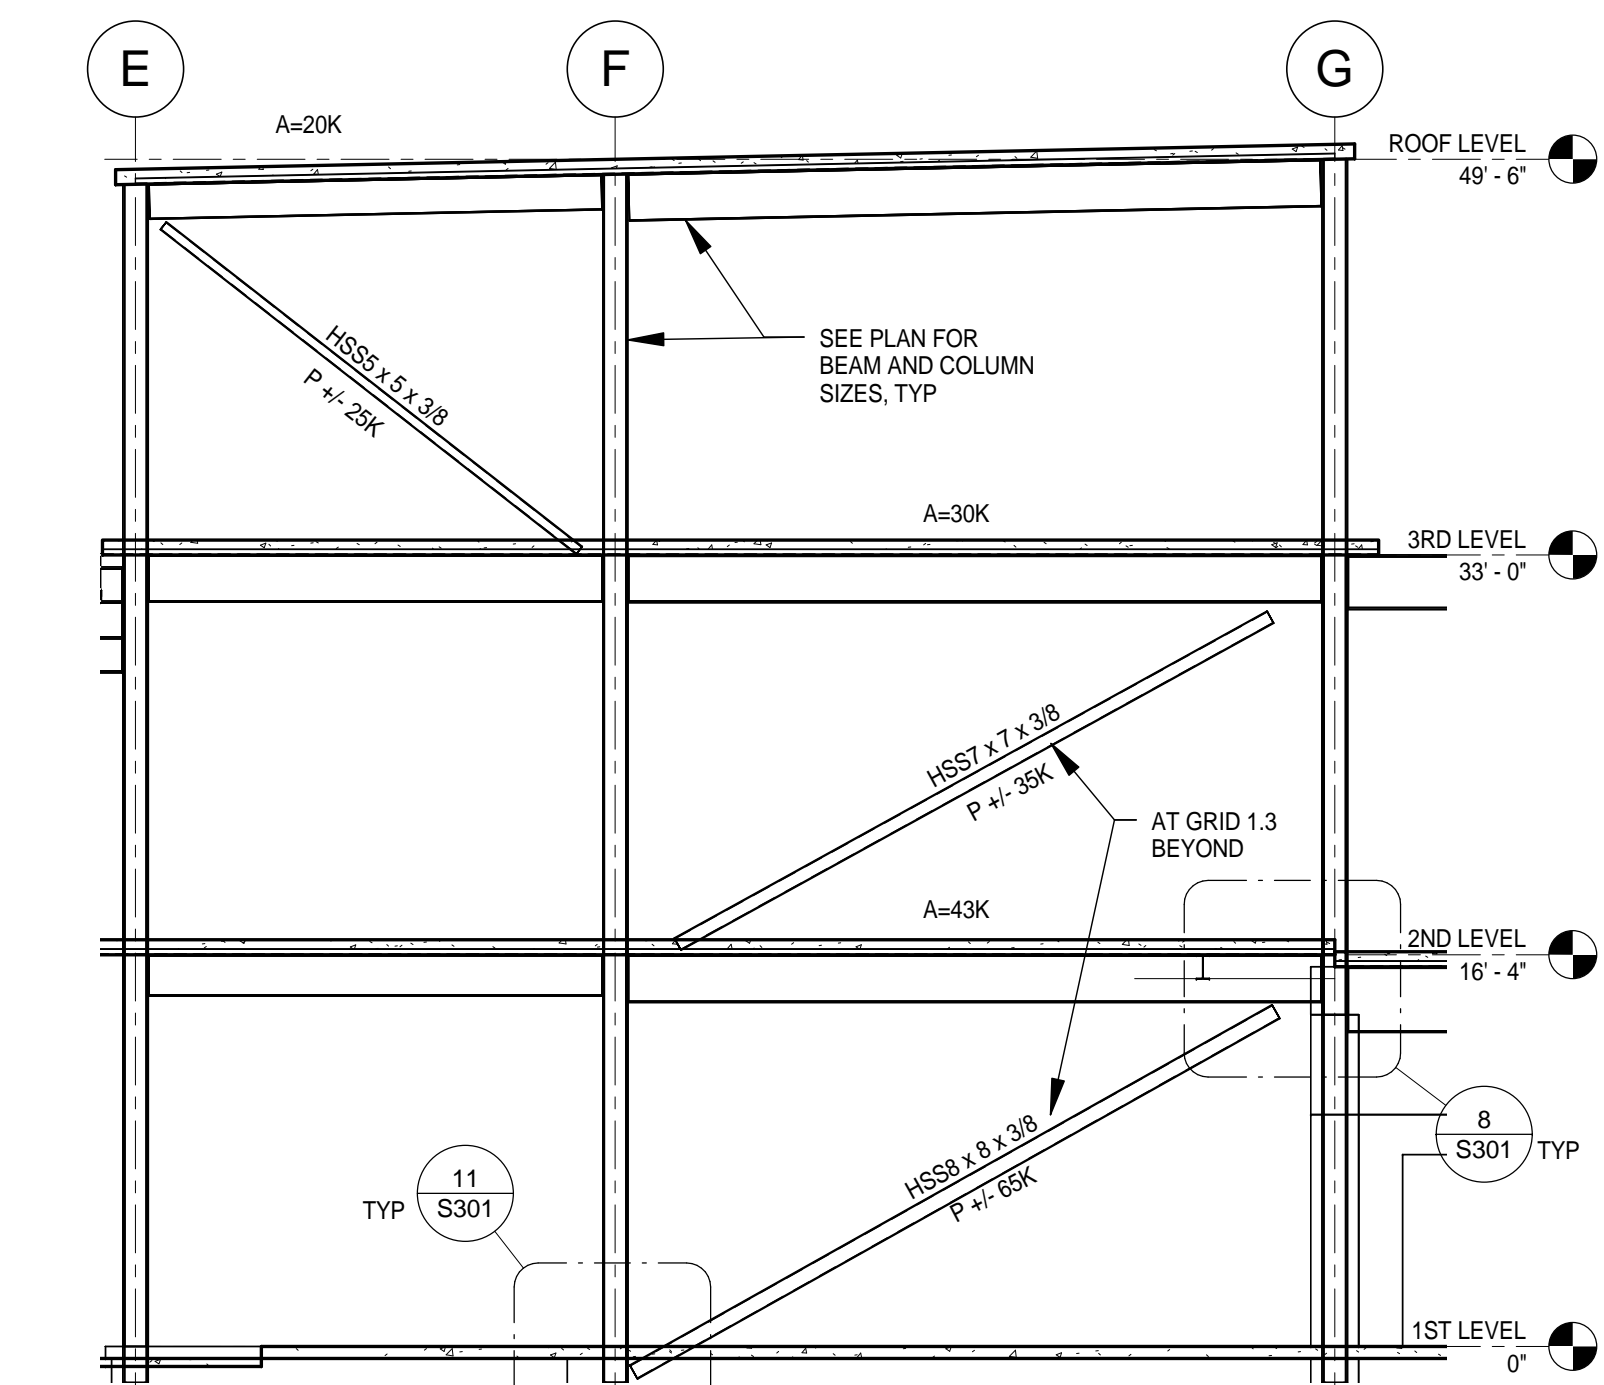 E
F
G
A=20K
ROOF LEVEL
49' - 6"
HSS5 x 5 x 3/8
P +/- 25K
SEE PLAN FOR
BEAM AND COLUMN
SIZES, TYP
A=30K
3RD LEVEL
33' - 0"
HSS7 x 7 x 3/8
P +/- 35K
AT GRID 1.3
BEYOND
A=43K
2ND LEVEL
16' - 4"
HSS8 x 8 x 3/8
P +/- 65K
8
S301
TYP
11
S301
TYP
1ST LEVEL
0"